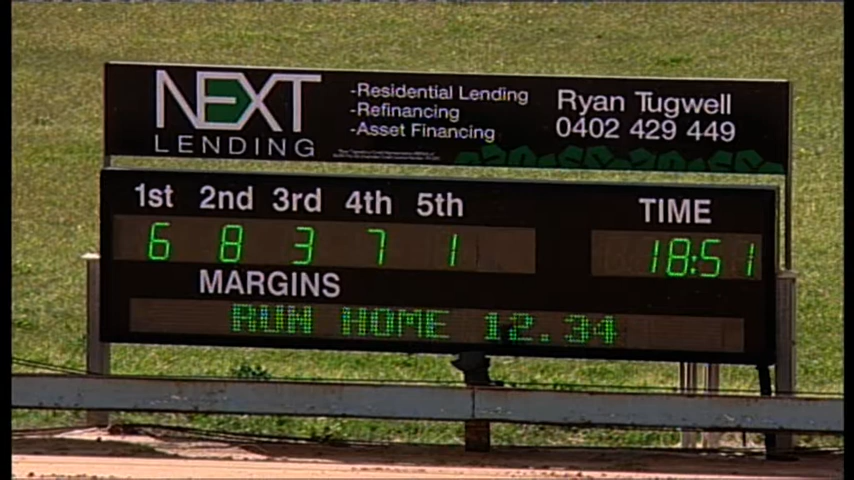 NEXT
LENDING
-Residential Lending
-Refinancing
-Asset Financing
Ryan Tugwell
0402 429 449
1st 2nd 3rd 4th 5th TIME
6 8 3 7 1 18:51
MARGINS
RUN HOME 12.34